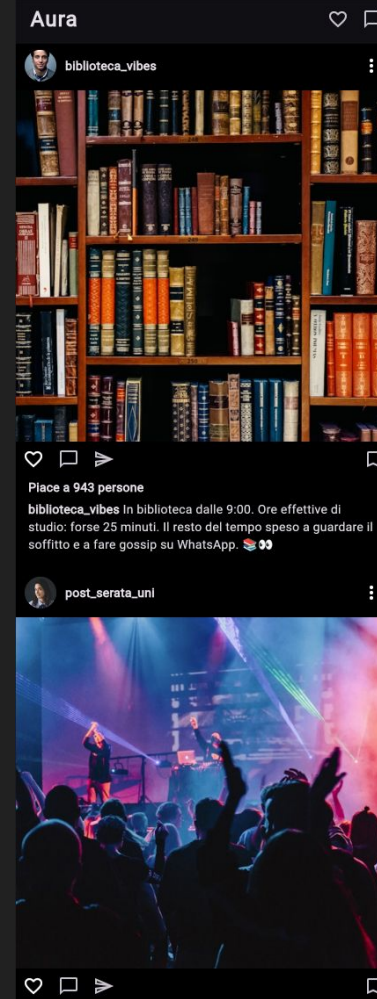 Aura
biblioteca_vibes
Piace a 943 persone
biblioteca_vibes In biblioteca dalle 9:00. Ore effettive di
studio: forse 25 minuti. Il resto del tempo speso a guardare il
soffitto e a fare gossip su WhatsApp. 📚👀
post_serata_uni